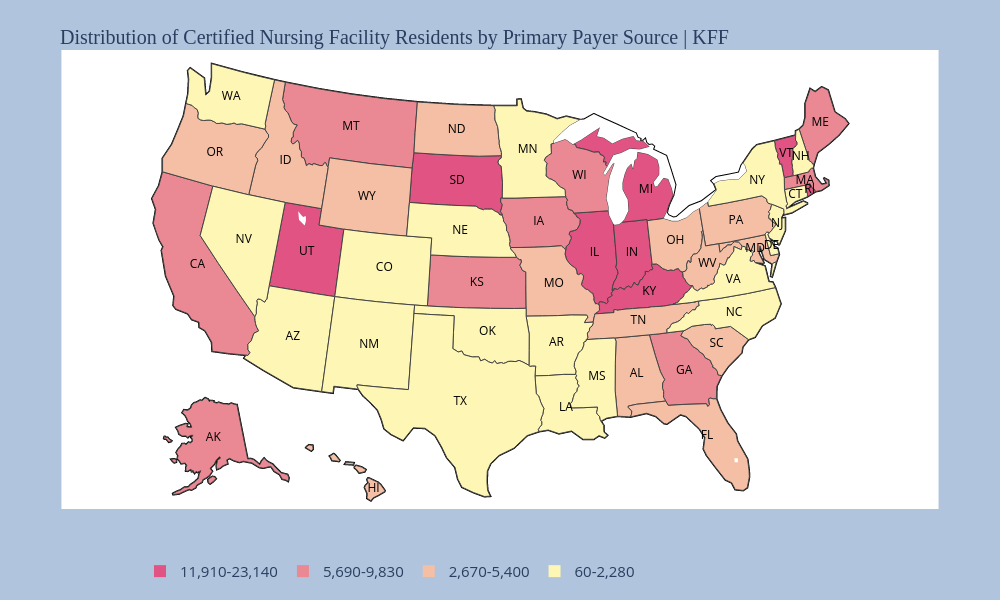 Distribution of Certified Nursing Facility Residents by Primary Payer Source | KFF
WA
MT
ME
ND
OR
MN
VT
NH
ID
WI
NY
SD
MA
MI
RI
WY
CT
IA
PA
NJ
NE
NV
OH
DE
MD
UT
IL
IN
CO
WV
CA
VA
KS
MO
KY
NC
TN
OK
AZ
AR
NM
SC
GA
AL
MS
TX
LA
FL
AK
HI
11,910-23,140 5,690-9,830 2,670-5,400 60-2,280